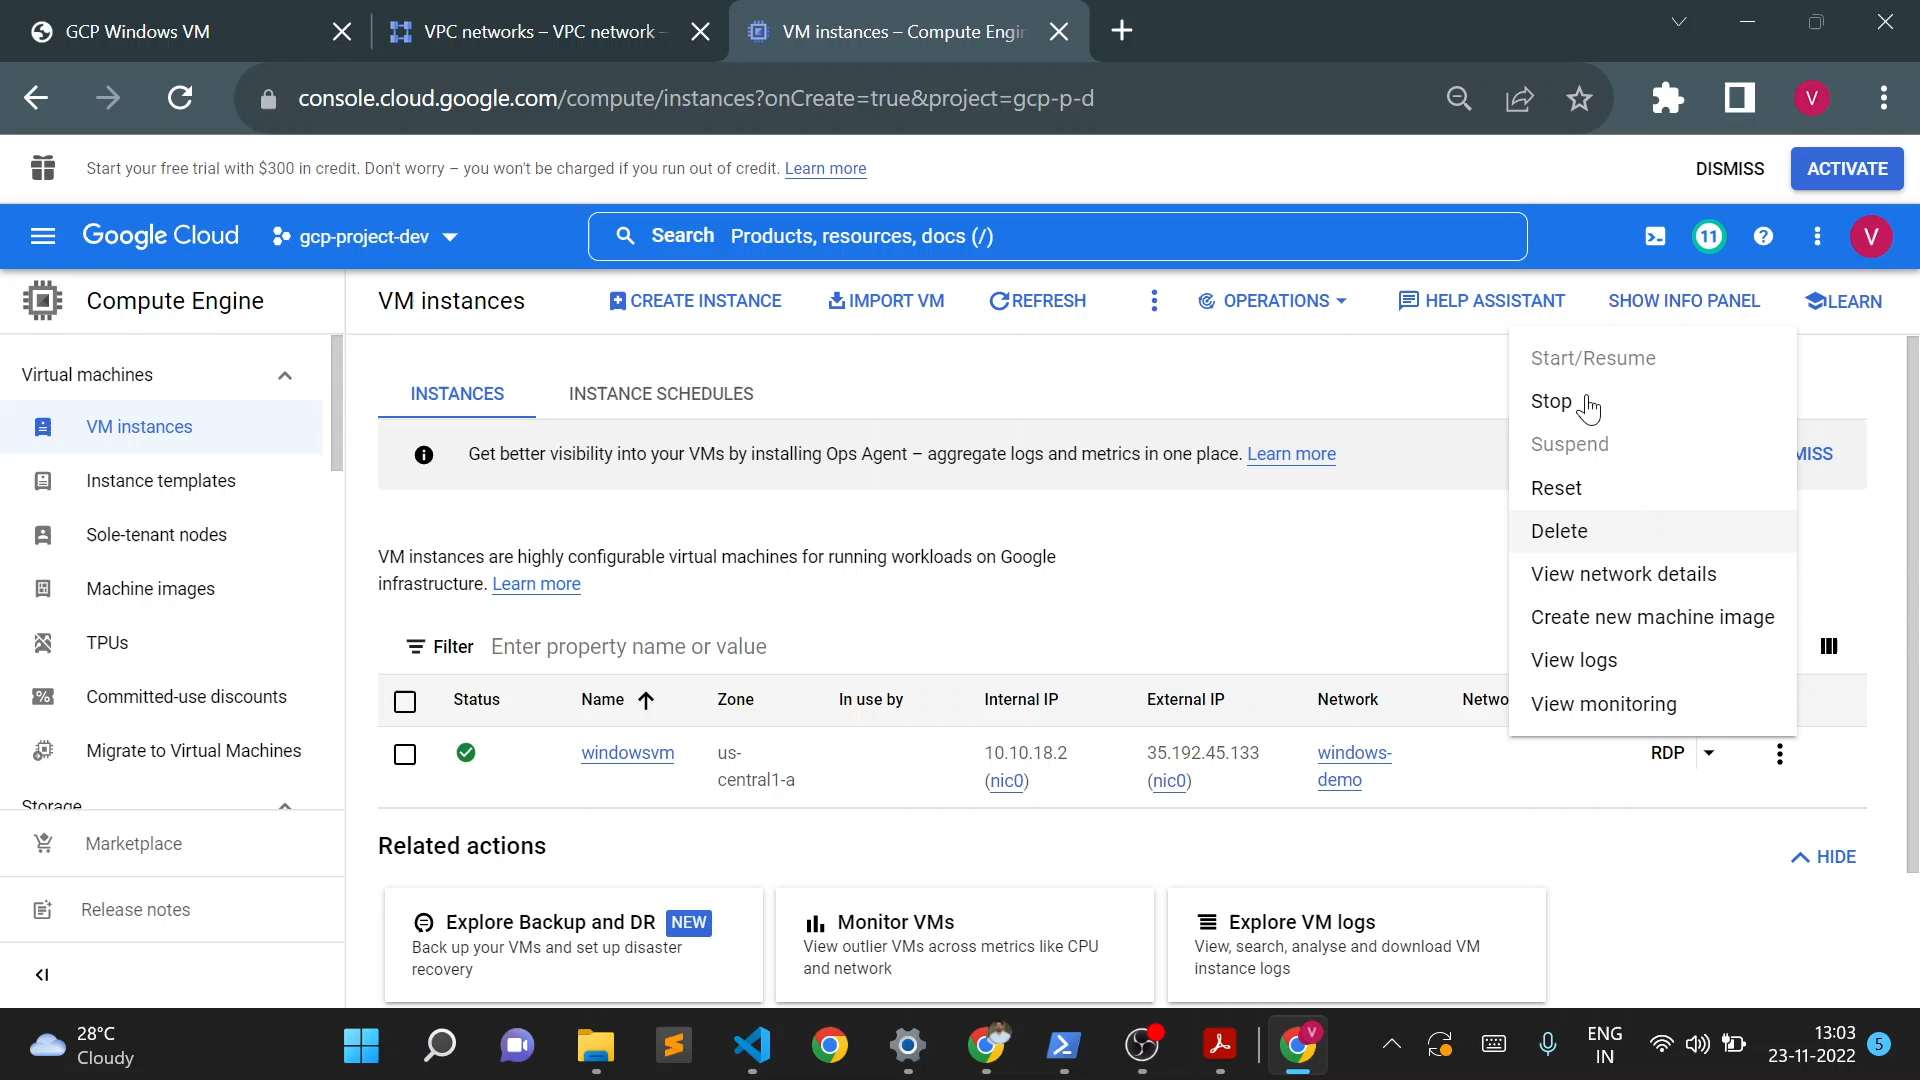 GCP Windows VM
VPC networks – VPC network –
VM instances – Compute Engin
console.cloud.google.com/compute/instances?onCreate=true&project=gcp-p-d
V
Start your free trial with $300 in credit. Don't worry – you won't be charged if you run out of credit. Learn more
DISMISS
ACTIVATE
Google Cloud
gcp-project-dev
Search Products, resources, docs (/)
11
V
Compute Engine
VM instances
CREATE INSTANCE
IMPORT VM
REFRESH
OPERATIONS
HELP ASSISTANT
SHOW INFO PANEL
LEARN
Virtual machines
VM instances
Instance templates
Sole-tenant nodes
Machine images
TPUs
Committed-use discounts
Migrate to Virtual Machines
Storage
Marketplace
Release notes
INSTANCES
INSTANCE SCHEDULES
Get better visibility into your VMs by installing Ops Agent – aggregate logs and metrics in one place. Learn more
MISS
VM instances are highly configurable virtual machines for running workloads on Google
infrastructure. Learn more
Start/Resume
Stop
Suspend
Reset
Delete
View network details
Create new machine image
View logs
View monitoring
Filter Enter property name or value
Status
Name
Zone
In use by
Internal IP
External IP
Network
Netwo
windowsvm
us-
central1-a
10.10.18.2
(nic0)
35.192.45.133
(nic0)
windows-
demo
RDP
Related actions
HIDE
Explore Backup and DR NEW
Back up your VMs and set up disaster
recovery
Monitor VMs
View outlier VMs across metrics like CPU
and network
Explore VM logs
View, search, analyse and download VM
instance logs
28°C
Cloudy
V
ENG
IN
13:03
23-11-2022
5